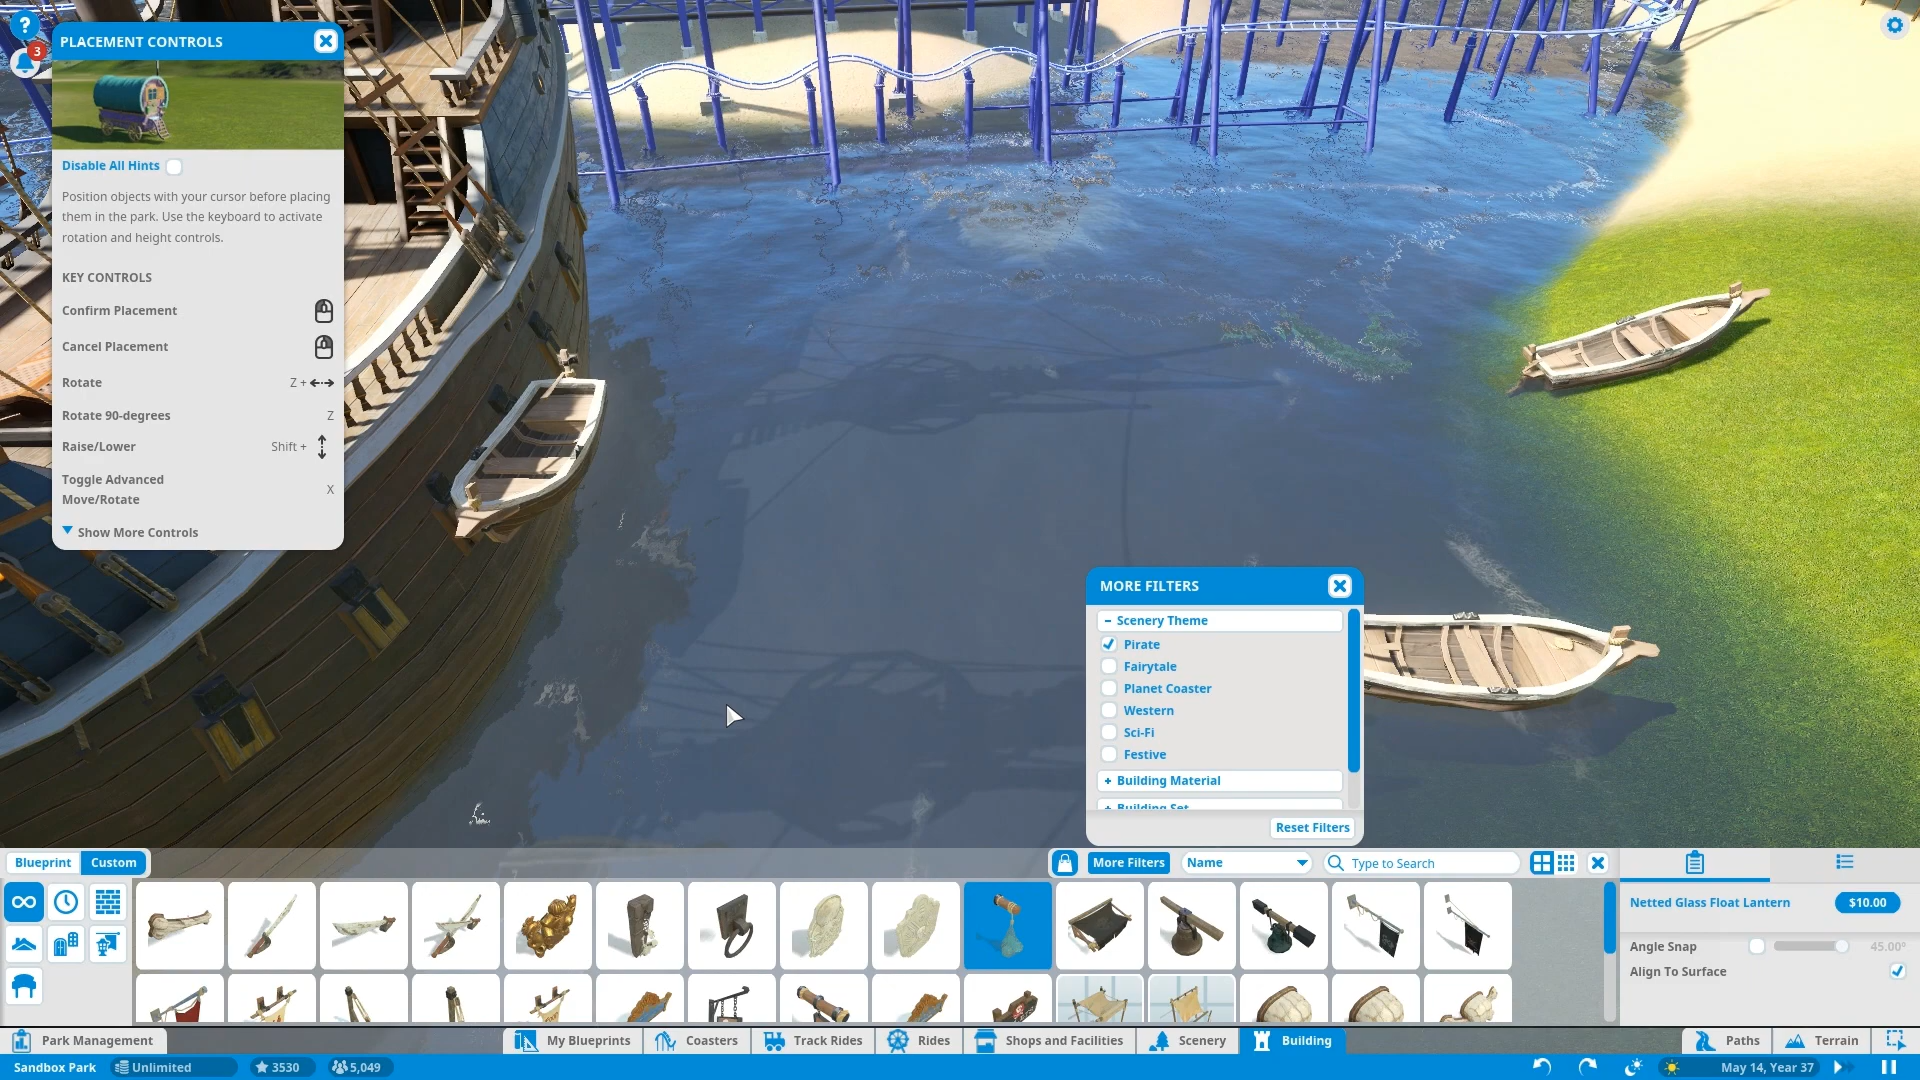 ?
3
PLACEMENT CONTROLS
Disable All Hints
Position objects with your cursor before placing
them in the park. Use the keyboard to activate
rotation and height controls.
KEY CONTROLS
Confirm Placement
Cancel Placement
Rotate Z +
Rotate 90-degrees Z
Raise/Lower Shift +
Toggle Advanced
Move/Rotate X
Show More Controls
MORE FILTERS
− Scenery Theme
Pirate
Fairytale
Planet Coaster
Western
Sci-Fi
Festive
+ Building Material
+ Building Set
Reset Filters
Blueprint Custom
More Filters Name Type to Search
Netted Glass Float Lantern $10.00
Angle Snap 45.00°
Align To Surface
Park Management My Blueprints Coasters Track Rides Rides Shops and Facilities Scenery Building Paths Terrain
Sandbox Park Unlimited 3530 5,049 May 14, Year 37